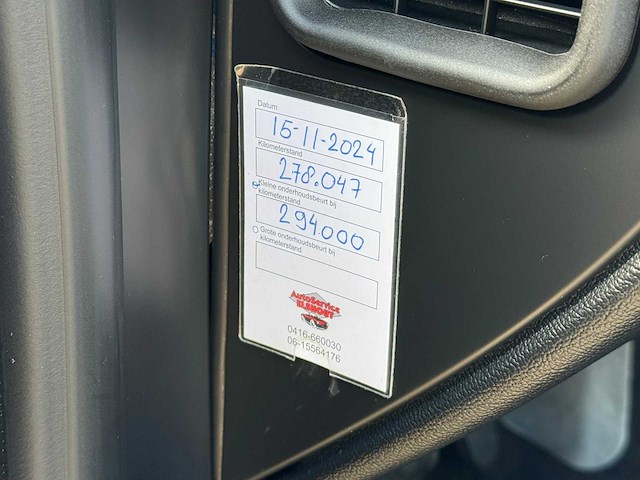 Datum
15-11-2024
Kilometerstand
278.047
Kleine onderhoudsbeurt bij
kilometerstand
294.000
Grote onderhoudsbeurt bij
kilometerstand
AutoService
ELSHOUT
0416-660030
06-15564176